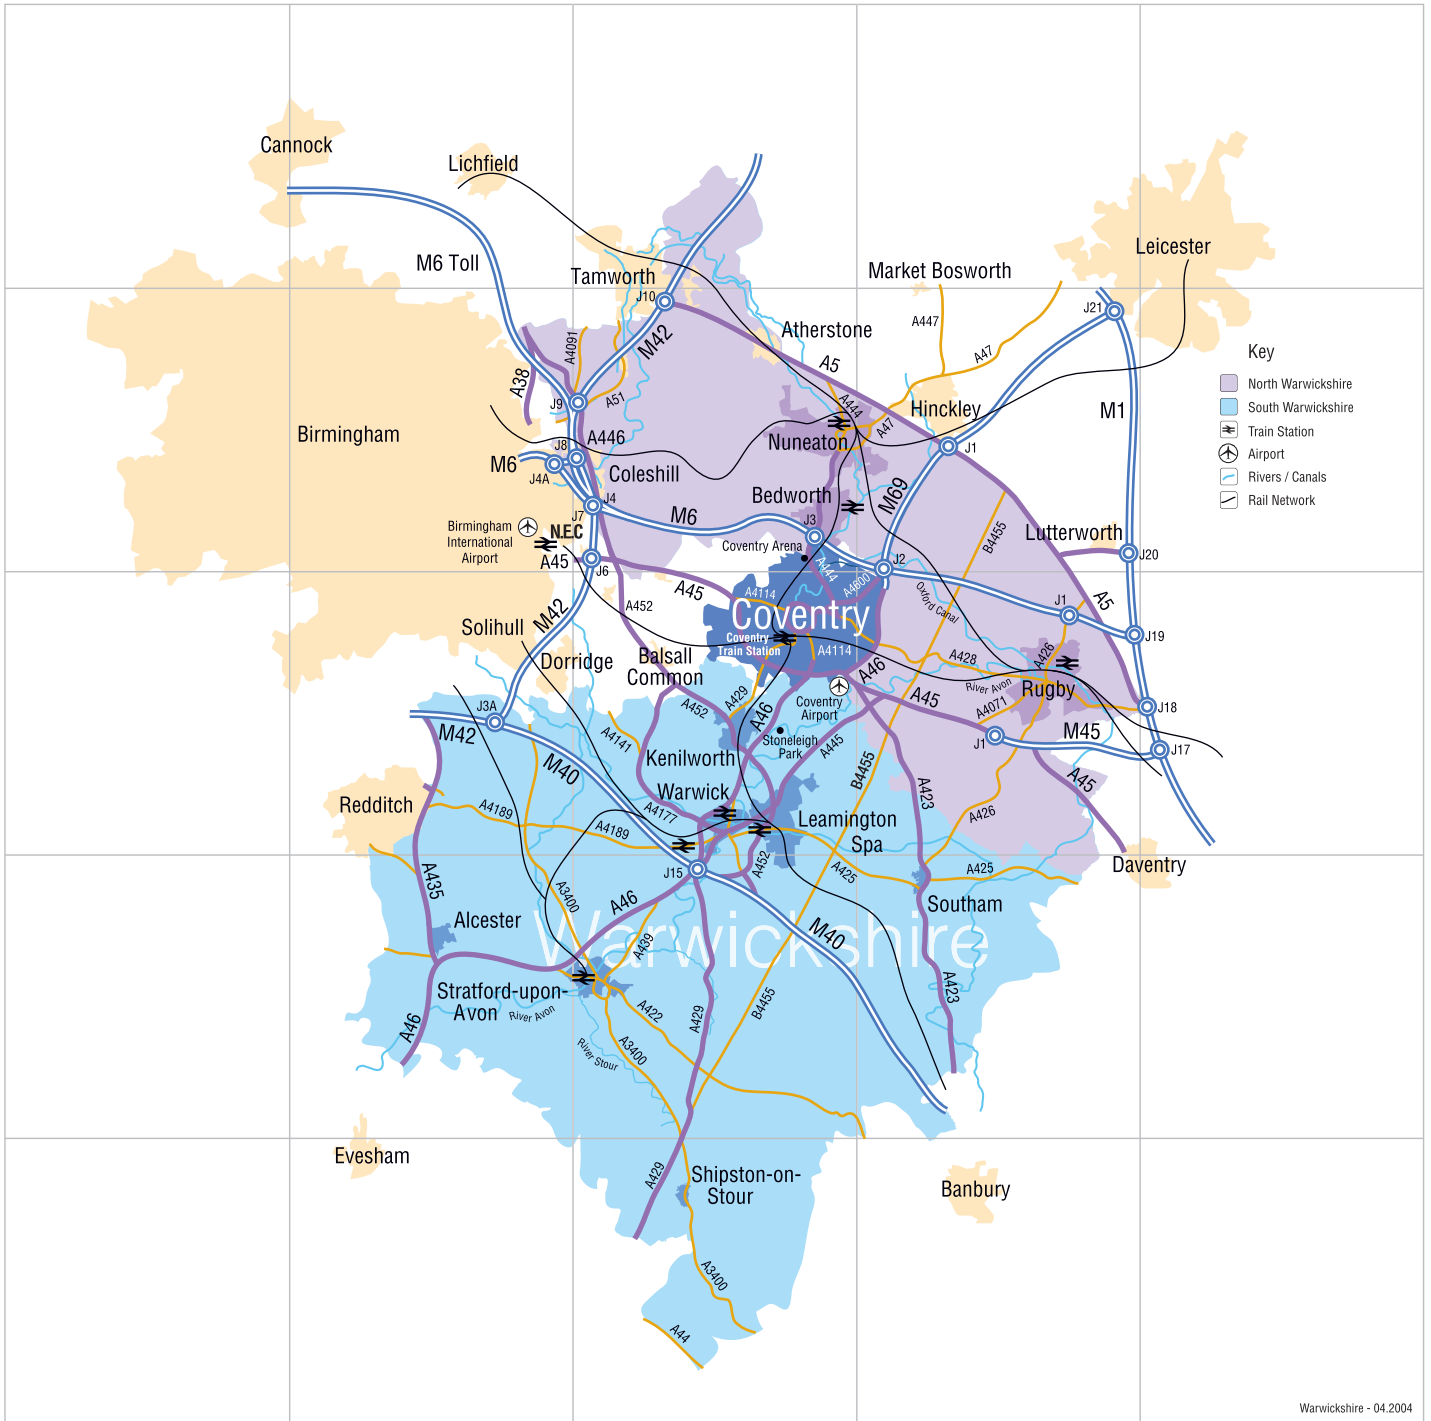 Cannock
Lichfield
Leicester
M6 Toll
Market Bosworth
Tamworth
J10
J21
A447
Atherstone
A4091
M42
A5
A47
Key
A38
North Warwickshire
J9
A51
A444
Hinckley
M1
South Warwickshire
Birmingham
A446
Nuneaton
A47
Train Station
J8
J1
Airport
M6
J4A
Coleshill
Rivers / Canals
Bedworth
M69
Rail Network
J4
J7
M6
J3
B4455
Lutterworth
Birmingham
International
Airport
N.E.C
Coventry Arena
A45
J6
J2
J20
A444
A4600
A45
A4114
Oxford Canal
A5
A452
J1
Coventry
M42
Solihull
J19
Coventry
Train Station
A4114
Dorridge
Balsall
Common
A428
A426
A46
River Avon
Rugby
A429
A45
Coventry
Airport
A452
A46
A4071
J18
J3A
M42
A4141
Stoneleigh
Park
A445
J1
M45
J17
Kenilworth
M40
B4455
A45
Warwick
A423
Redditch
A4189
A4177
A4189
Leamington
Spa
A426
J15
A452
A425
A425
Daventry
A435
A3400
A46
Southam
Alcester
Warwickshire
M40
A439
Stratford-upon-
Avon
River Avon
A423
A46
A422
A429
B4455
River Stour
A3400
Evesham
A429
Shipston-on-
Stour
Banbury
A3400
A44
Warwickshire - 04.2004